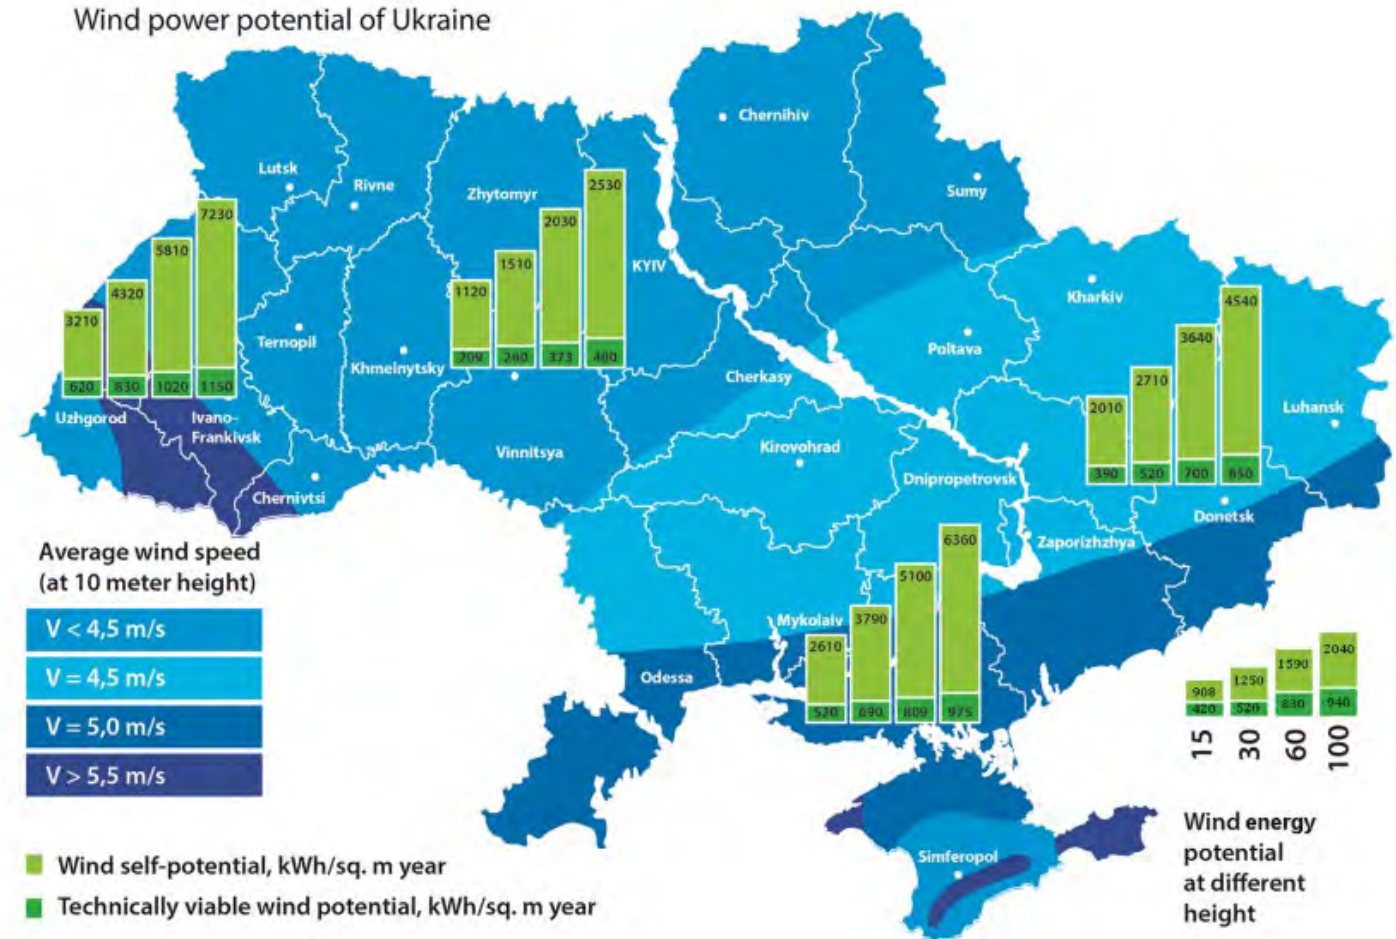 Wind power potential of Ukraine
Chernihiv
Lutsk
Rivne
Zhytomyr
Sumy
KYIV
7230
5810
4320
3210
620
830
1020
1150
2530
2030
1510
1120
209
280
373
460
Kharkiv
Poltava
Ternopil
Khmelnytsky
Cherkasy
4540
3640
2710
2010
390
520
700
850
Luhansk
Uzhgorod
Ivano-
Frankivsk
Vinnitsya
Kirovohrad
Dnipropetrovsk
Chernivtsi
Donetsk
Zaporizhzhya
6360
5100
3790
2610
520
690
809
975
Mykolaiv
Odessa
Simferopol
Average wind speed
(at 10 meter height)
V < 4,5 m/s
V = 4,5 m/s
V = 5,0 m/s
V > 5,5 m/s
2040
1590
1250
908
420
520
830
940
15
30
60
100
Wind energy
potential
at different
height
Wind self-potential, kWh/sq. m year
Technically viable wind potential, kWh/sq. m year